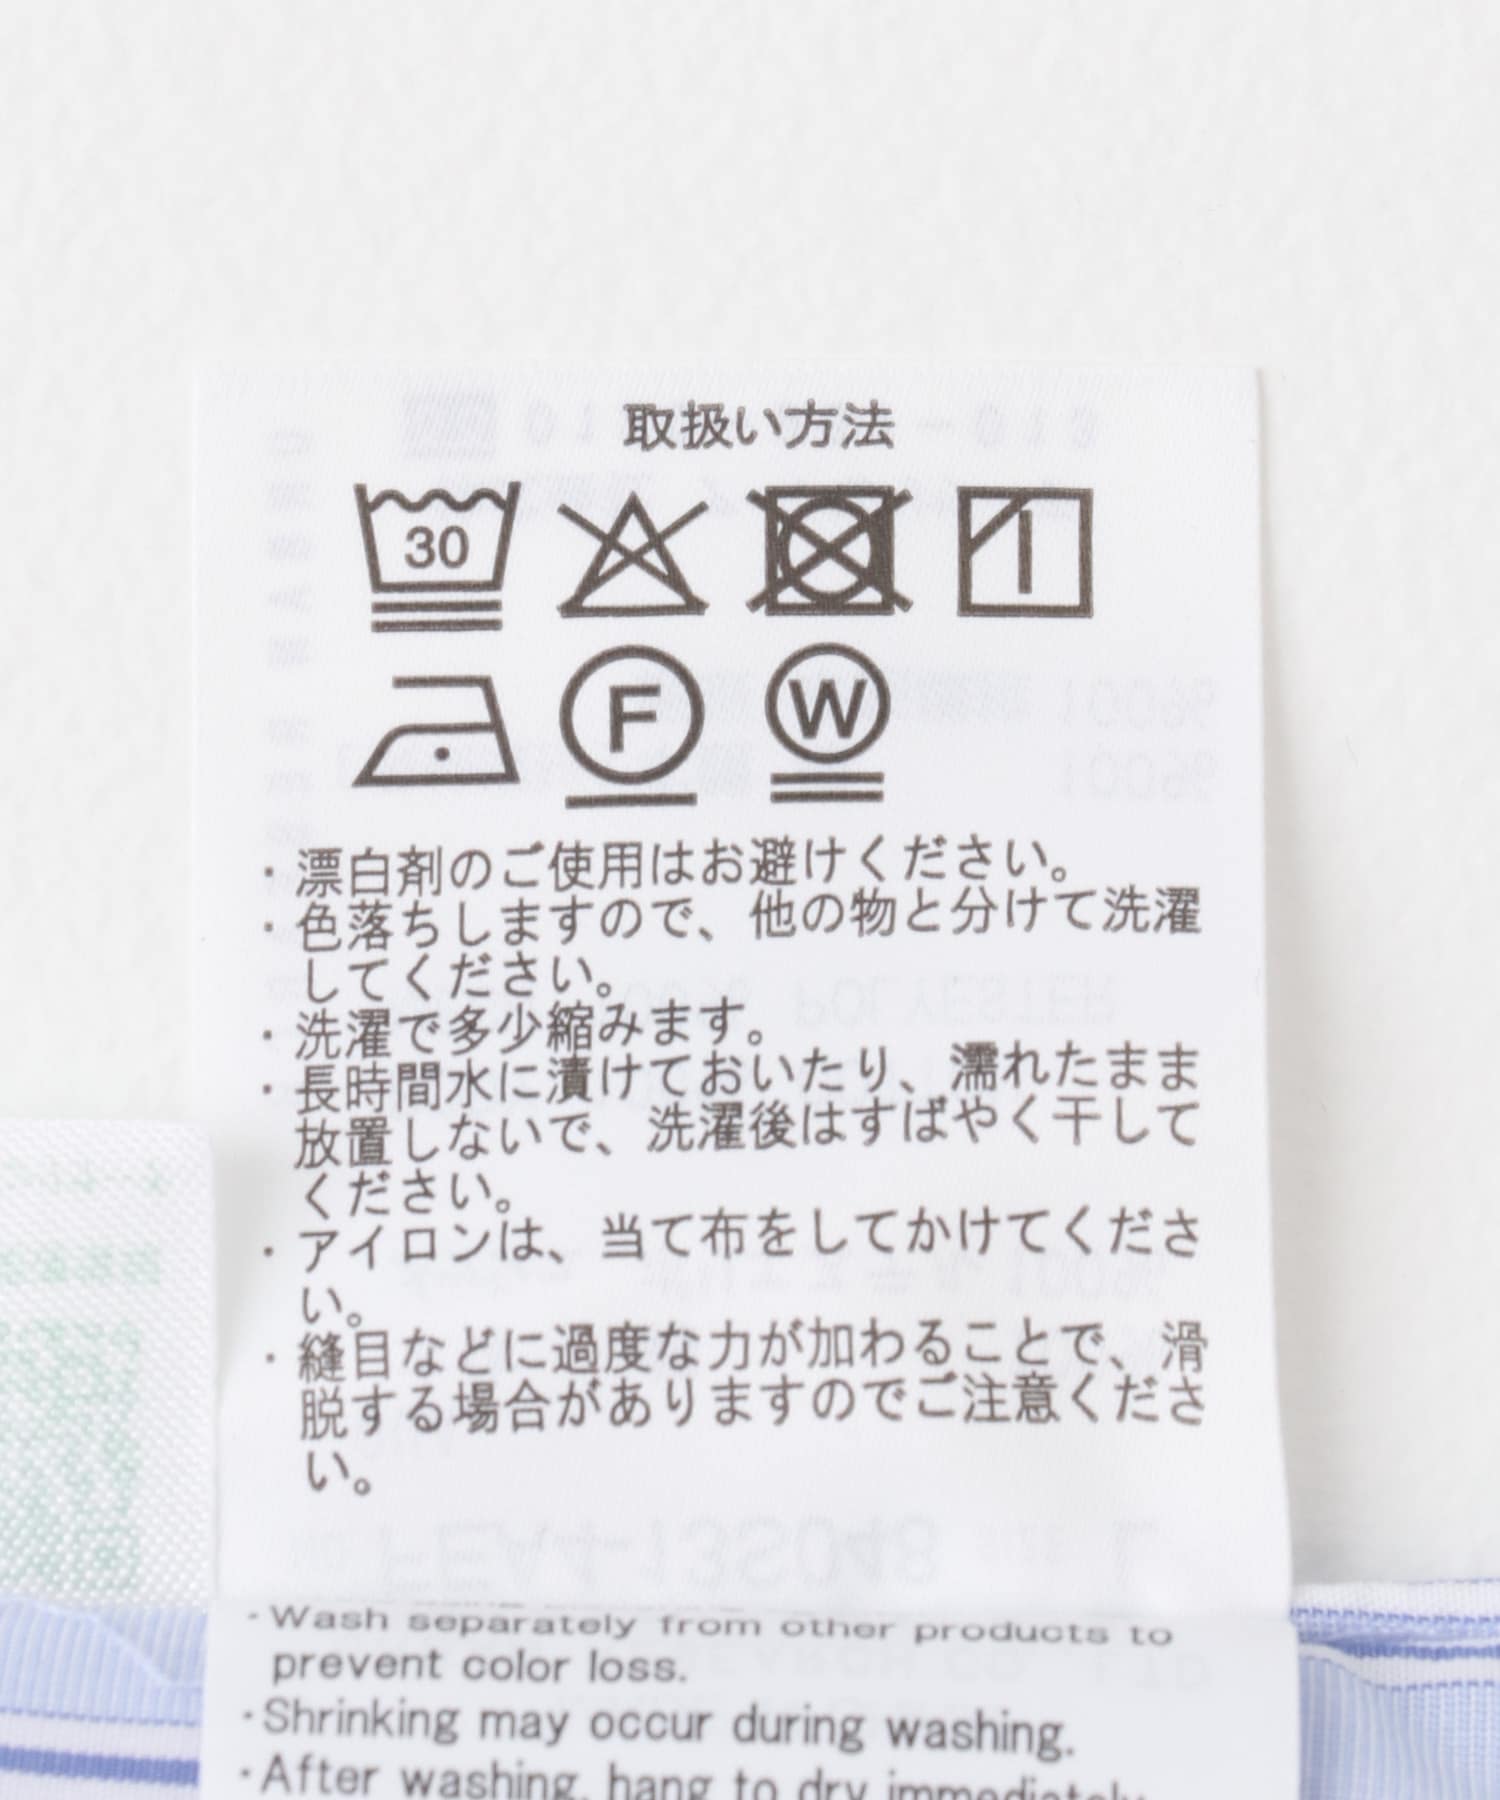 取扱い方法
30
F
W
・漂白剤のご使用はお避けください。
・色落ちしますので、他の物と分けて洗濯
してください。
・洗濯で多少縮みます。
・長時間水に漬けておいたり、濡れたまま
放置しないで、洗濯後はすばやく干して
ください。
・アイロンは、当て布をしてかけてくださ
い。
・縫目などに過度な力が加わることで、滑
脱する場合がありますのでご注意くださ
い。
・Wash separately from other products to
prevent color loss.
・Shrinking may occur during washing.
・After washing, hang to dry immediately